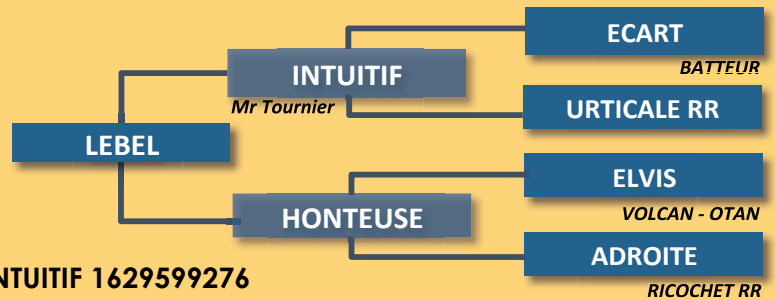 ECART
BATTEUR
INTUITIF
Mr Tournier
URTICALE RR
LEBEL
ELVIS
VOLCAN - OTAN
HONTEUSE
ADROITE
RICOCHET RR
NTUITIF 1629599276